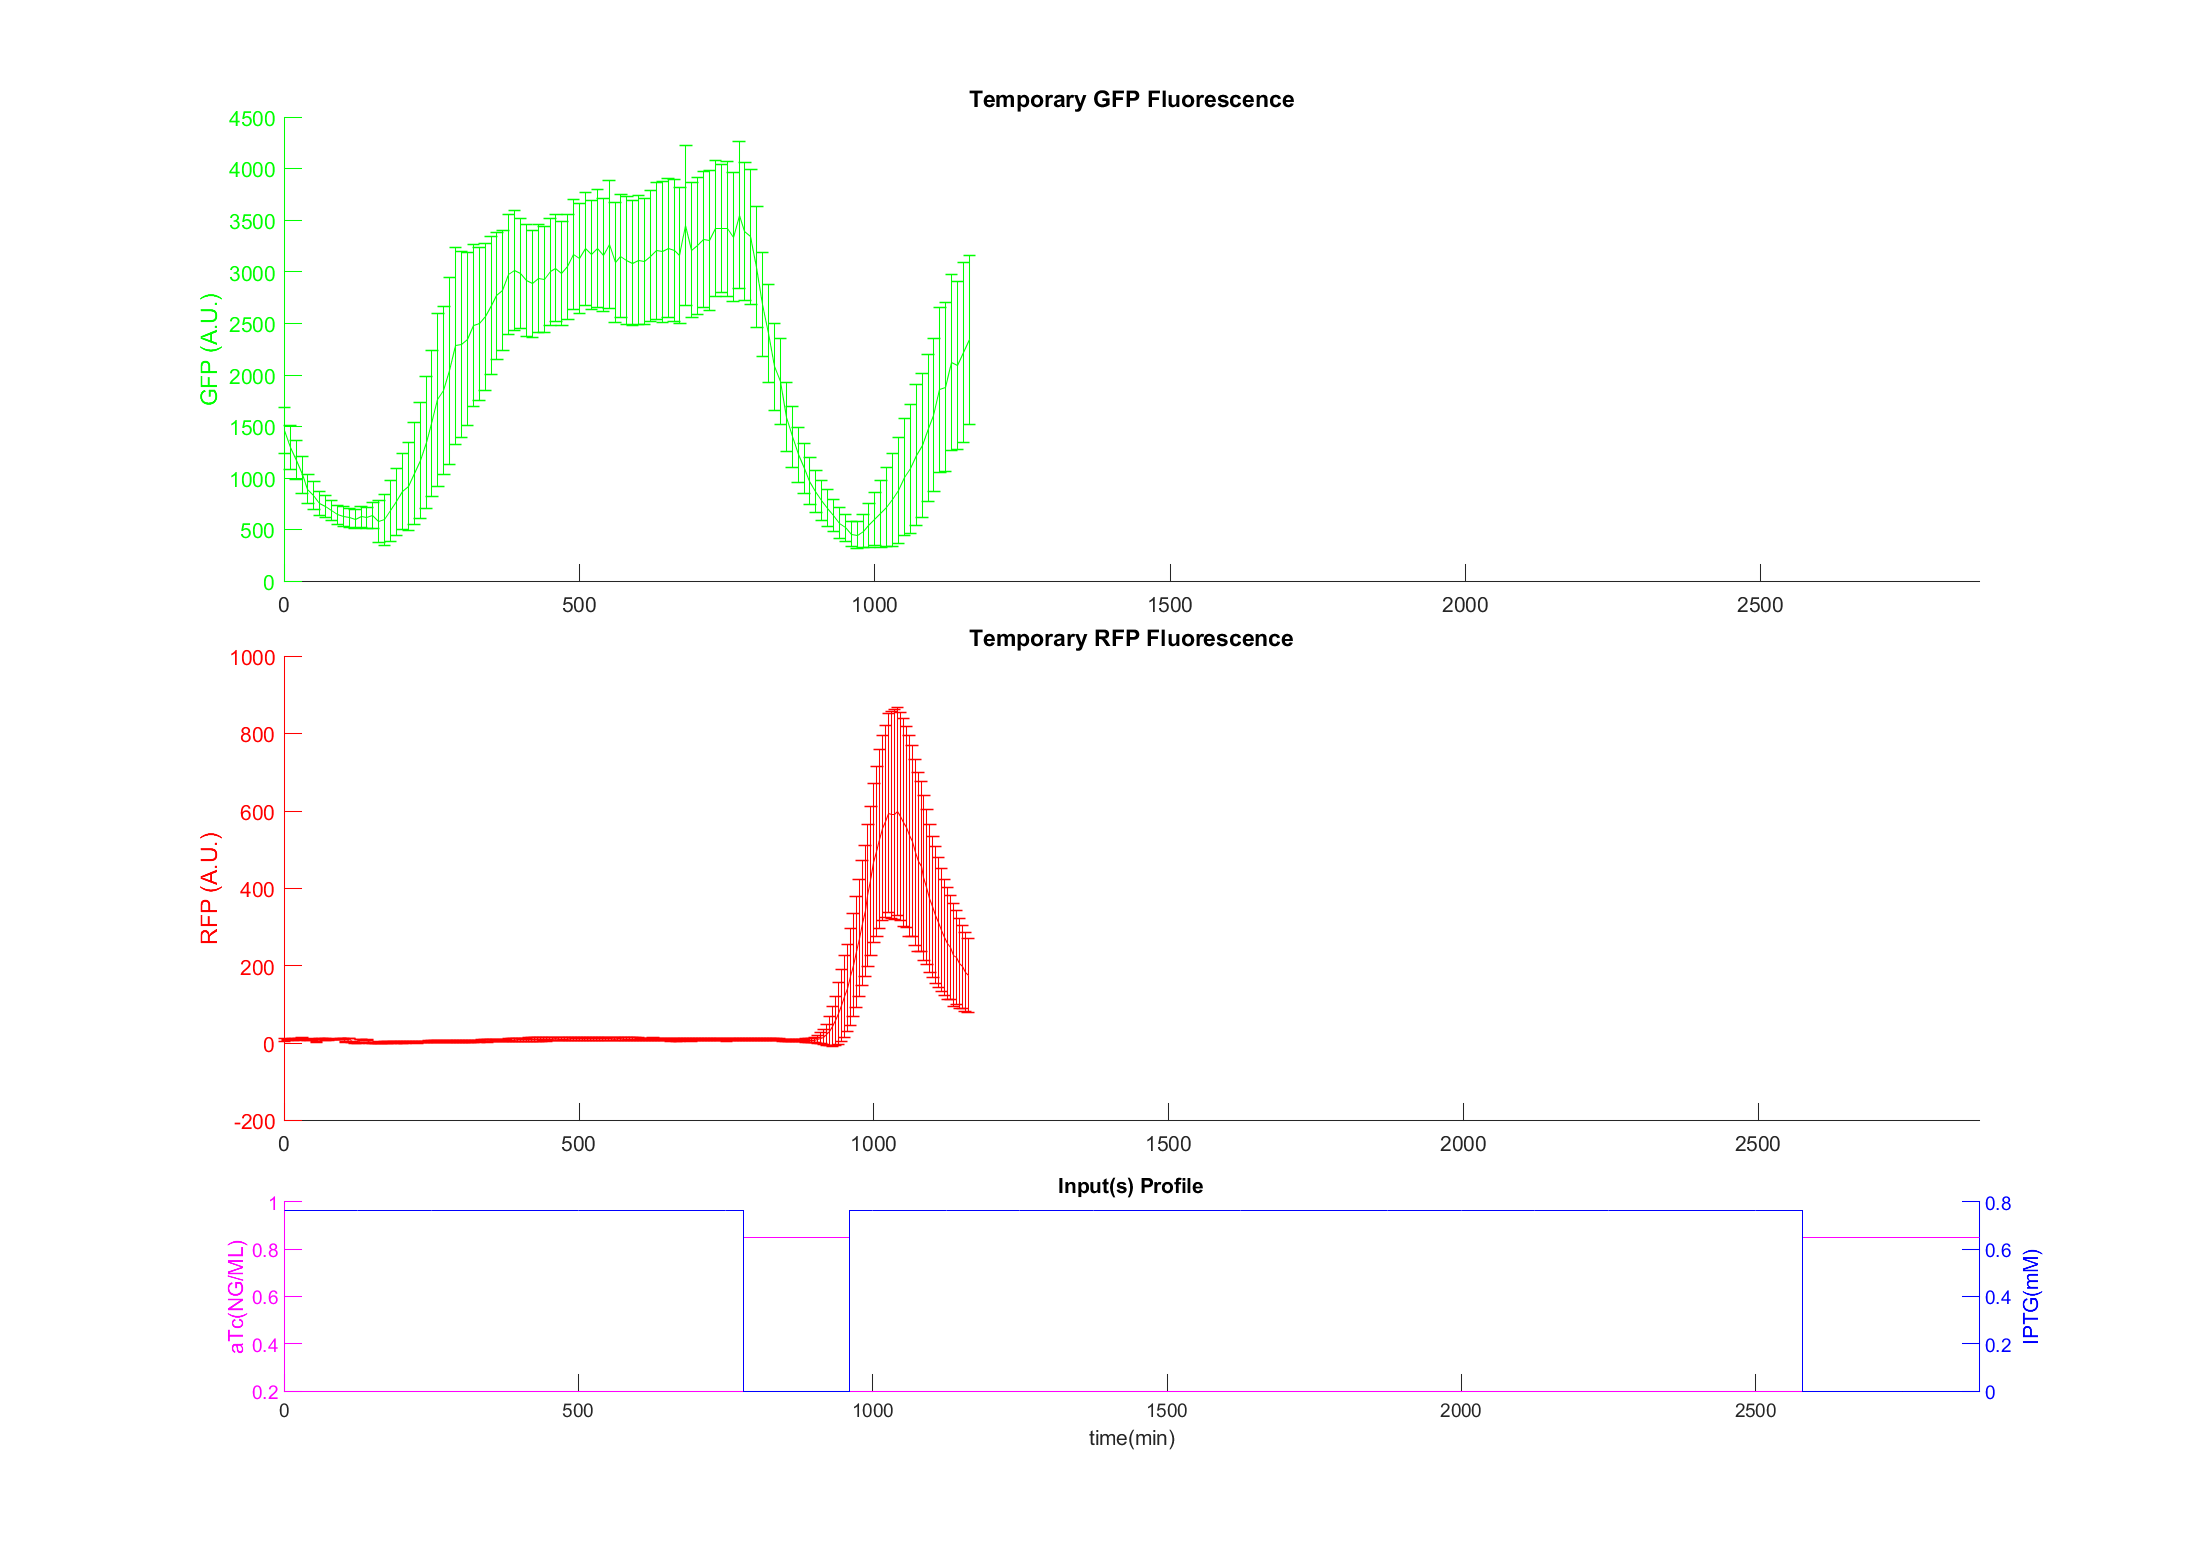 Temporary GFP Fluorescence
4500
4000
3500
3000
2500
2000
1500
1000
500
0
GFP (A.U.)
0 500 1000 1500 2000 2500
Temporary RFP Fluorescence
1000
800
600
400
200
0
-200
RFP (A.U.)
0 500 1000 1500 2000 2500
Input(s) Profile
1
0.8
0.6
0.4
0.2
aTc(NG/ML)
0.8
0.6
0.4
0.2
0
IPTG(mM)
0 500 1000 1500 2000 2500
time(min)